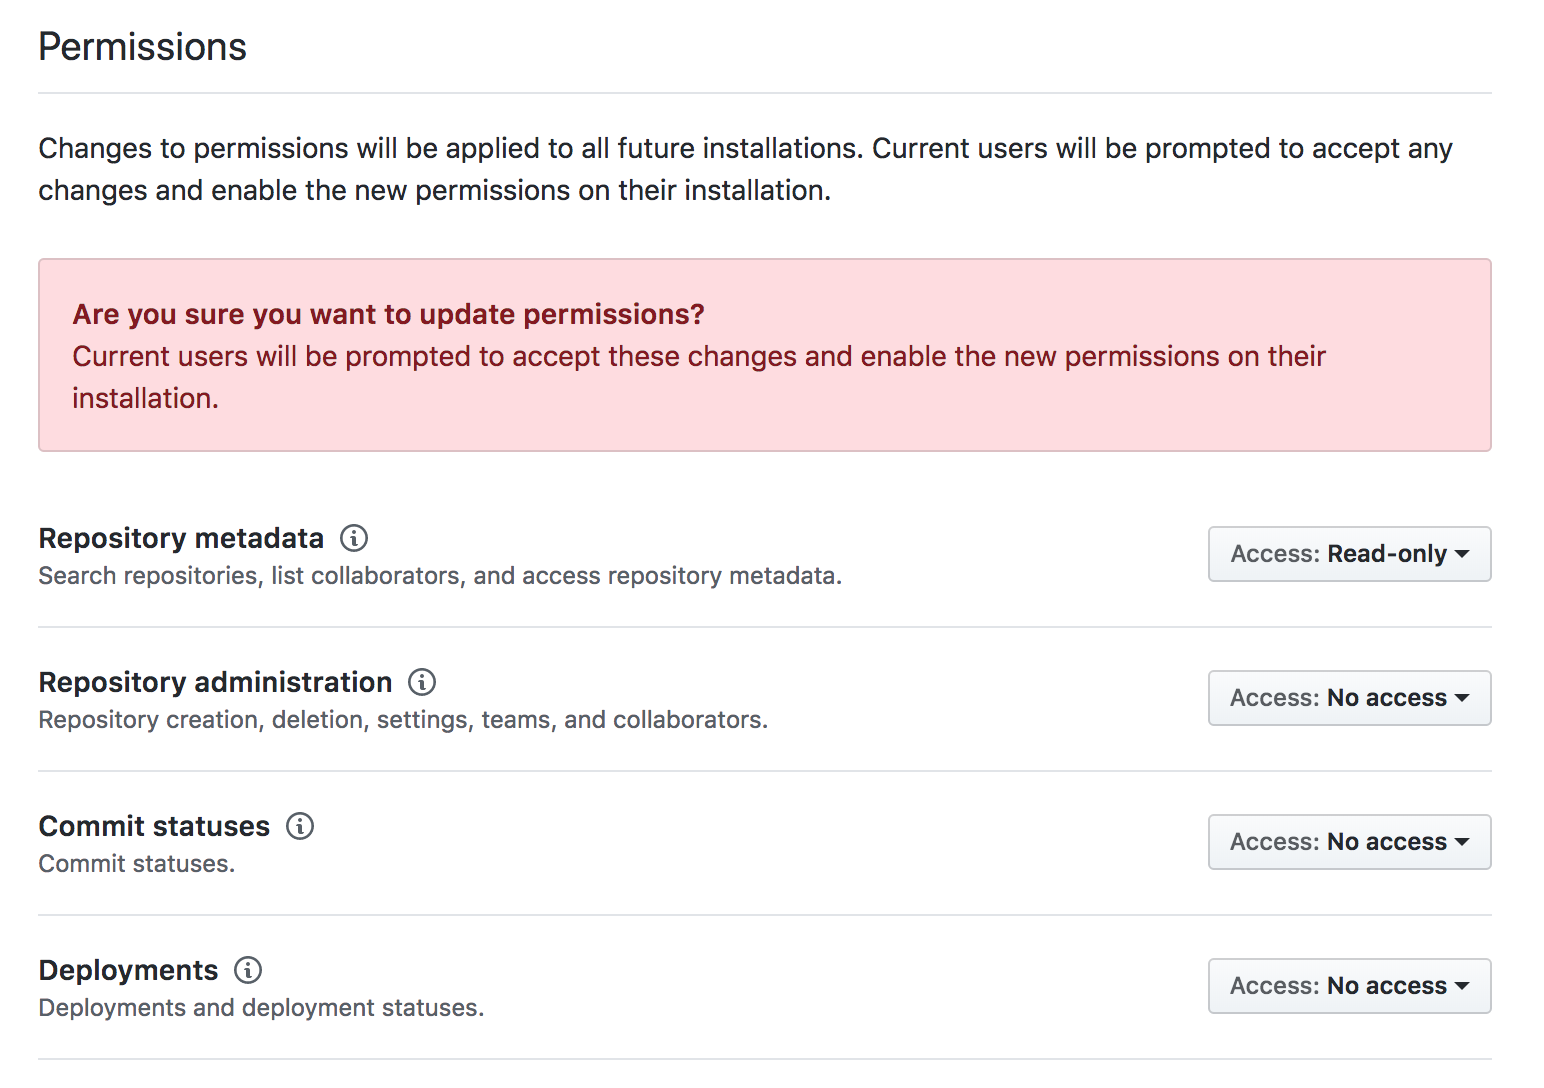 Permissions
Changes to permissions will be applied to all future installations. Current users will be prompted to accept any
changes and enable the new permissions on their installation.
Are you sure you want to update permissions?
Current users will be prompted to accept these changes and enable the new permissions on their
installation.
Repository metadata
Search repositories, list collaborators, and access repository metadata.
Access: Read-only
Repository administration
Repository creation, deletion, settings, teams, and collaborators.
Access: No access
Commit statuses
Commit statuses.
Access: No access
Deployments
Deployments and deployment statuses.
Access: No access